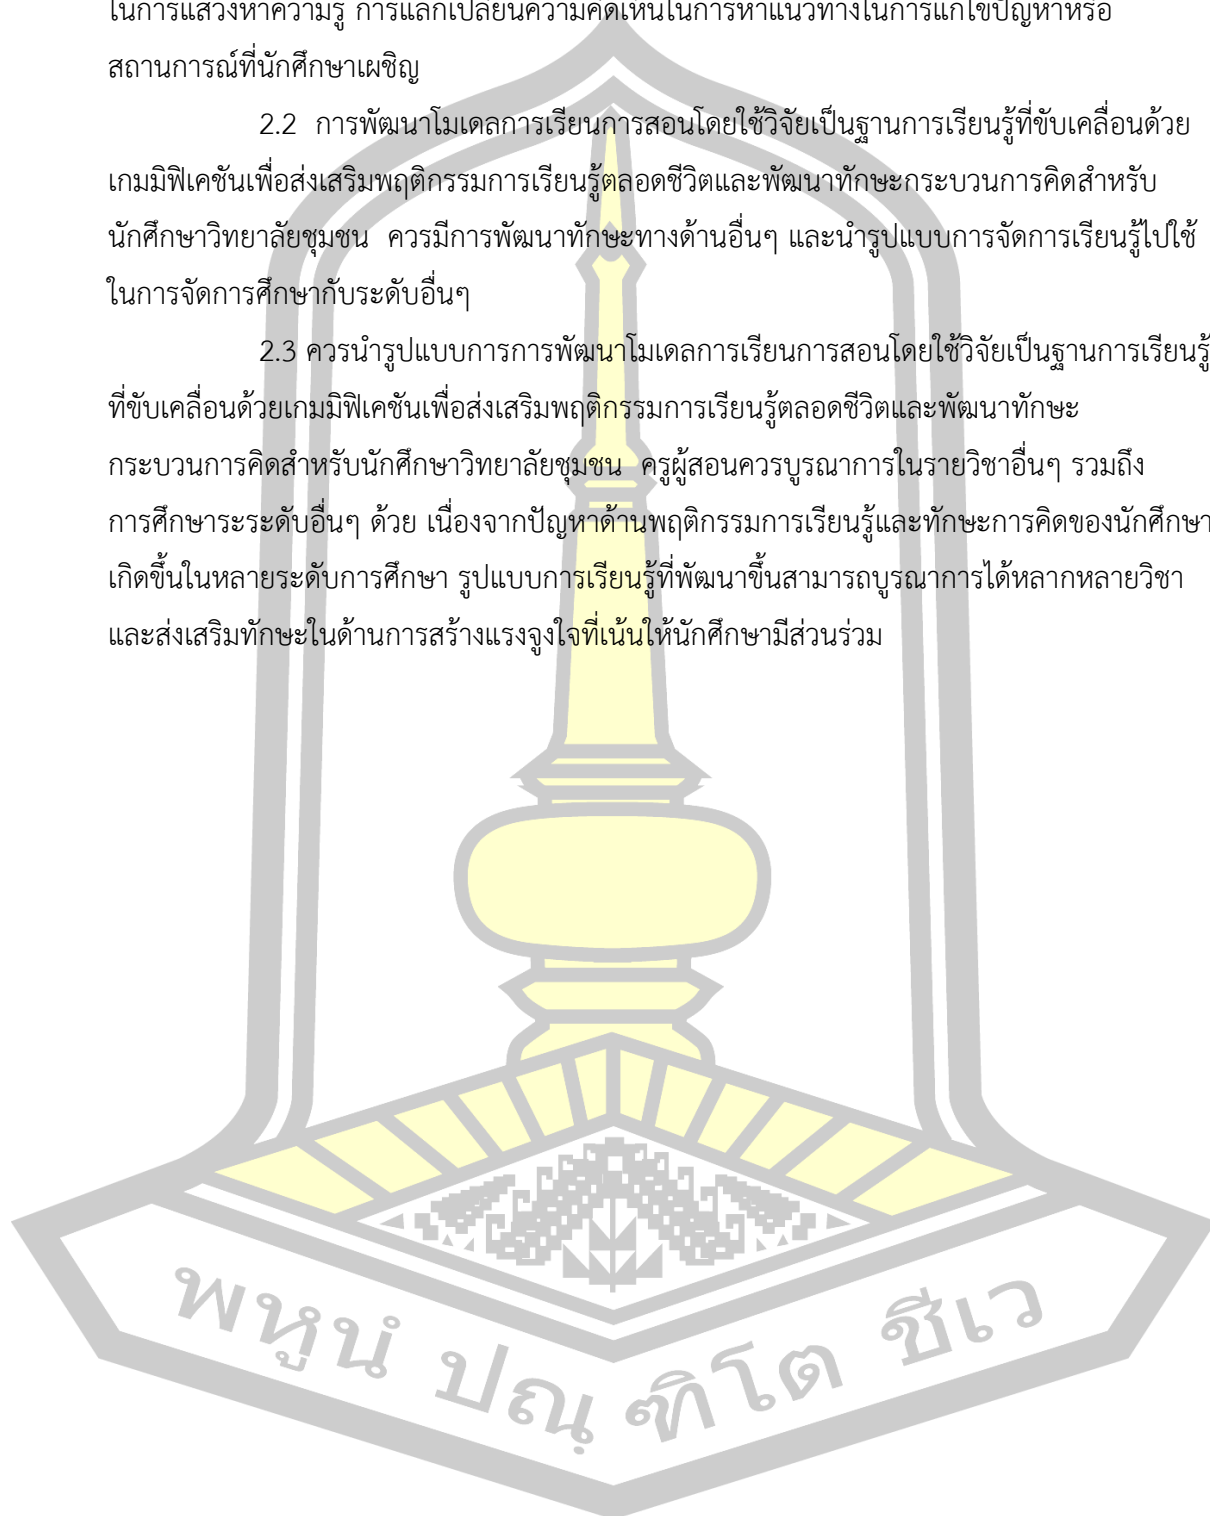 ในการแสวงหาความรู้ การแลกเปลี่ยนความคิดเห็นในการหาแนวทางในการแก้ไขปัญหาหรือ
สถานการณ์ที่นักศึกษาเผชิญ
2.2 การพัฒนาโมเดลการเรียนการสอนโดยใช้วิจัยเป็นฐานการเรียนรู้ที่ขับเคลื่อนด้วย
เกมมิฟิเคชันเพื่อส่งเสริมพฤติกรรมการเรียนรู้ตลอดชีวิตและพัฒนาทักษะกระบวนการคิดสำหรับ
นักศึกษาวิทยาลัยชุมชน ควรมีการพัฒนาทักษะทางด้านอื่นๆ และนำรูปแบบการจัดการเรียนรู้ไปใช้
ในการจัดการศึกษากับระดับอื่นๆ
2.3 ควรนำรูปแบบการการพัฒนาโมเดลการเรียนการสอนโดยใช้วิจัยเป็นฐานการเรียนรู้
ที่ขับเคลื่อนด้วยเกมมิฟิเคชันเพื่อส่งเสริมพฤติกรรมการเรียนรู้ตลอดชีวิตและพัฒนาทักษะ
กระบวนการคิดสำหรับนักศึกษาวิทยาลัยชุมชน ครูผู้สอนควรบูรณาการในรายวิชาอื่นๆ รวมถึง
การศึกษาระระดับอื่นๆ ด้วย เนื่องจากปัญหาด้านพฤติกรรมการเรียนรู้และทักษะการคิดของนักศึกษา
เกิดขึ้นในหลายระดับการศึกษา รูปแบบการเรียนรู้ที่พัฒนาขึ้นสามารถบูรณาการได้หลากหลายวิชา
และส่งเสริมทักษะในด้านการสร้างแรงจูงใจที่เน้นให้นักศึกษามีส่วนร่วม
พหูนํ ปณฺ ฑิโต ชีเว